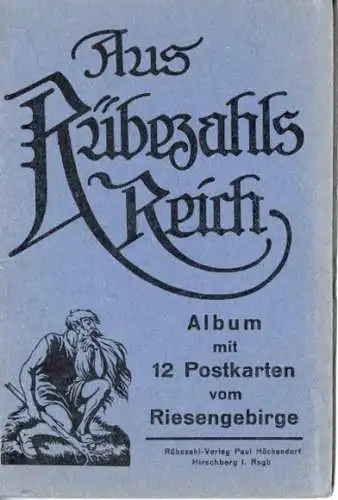 Aus
Rübezahls
Reich
Album
mit
12 Postkarten
vom
Riesengebirge
Rübezahl-Verlag Paul Höckendorf
Hirschberg i. Rsgb